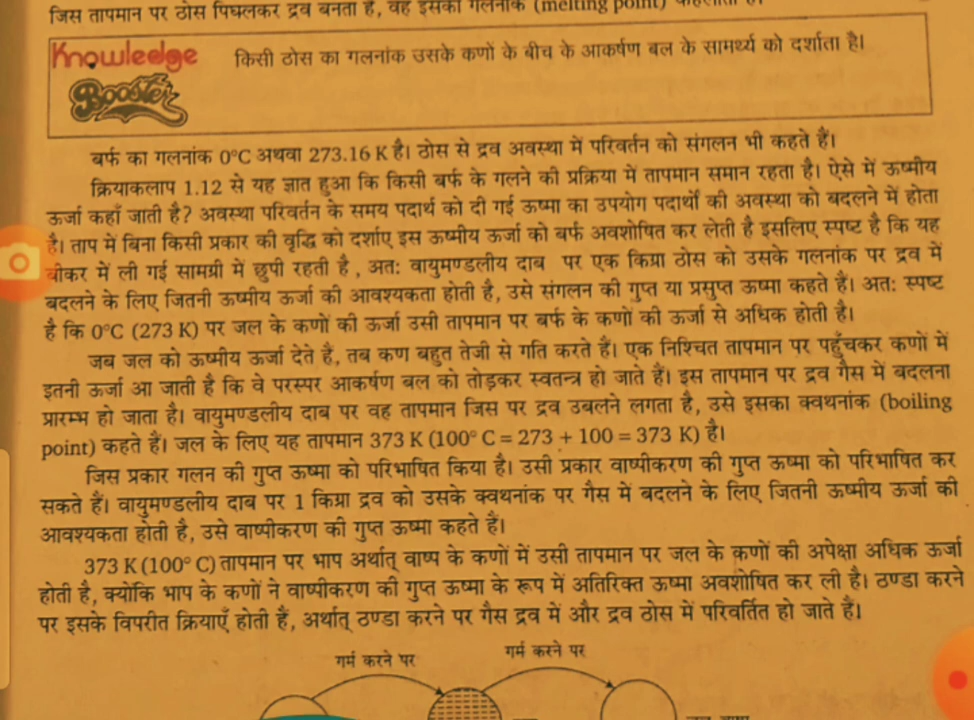 जिस तापमान पर ठोस पिघलकर द्रव बनता है, वह इसका गलनांक (melting point)
Knowledge
Booster
किसी ठोस का गलनांक उसके कणों के बीच के आकर्षण बल के सामर्थ्य को दर्शाता है।
बर्फ का गलनांक 0°C अथवा 273.16 K है। ठोस से द्रव अवस्था में परिवर्तन को संगलन भी कहते हैं।
क्रियाकलाप 1.12 से यह ज्ञात हुआ कि किसी बर्फ के गलने की प्रक्रिया में तापमान समान रहता है। ऐसे में ऊष्मीय
ऊर्जा कहाँ जाती है? अवस्था परिवर्तन के समय पदार्थ को दी गई ऊष्मा का उपयोग पदार्थों की अवस्था को बदलने में होता
है। ताप में बिना किसी प्रकार की वृद्धि को दर्शाए इस ऊष्मीय ऊर्जा को बर्फ अवशोषित कर लेती है इसलिए स्पष्ट है कि यह
बीकर में ली गई सामग्री में छुपी रहती है, अत: वायुमण्डलीय दाब पर एक किग्रा ठोस को उसके गलनांक पर द्रव में
बदलने के लिए जितनी ऊष्मीय ऊर्जा की आवश्यकता होती है, उसे संगलन की गुप्त या प्रसुप्त ऊष्मा कहते हैं। अत: स्पष्ट
है कि 0°C (273 K) पर जल के कणों की ऊर्जा उसी तापमान पर बर्फ के कणों की ऊर्जा से अधिक होती है।
जब जल को ऊष्मीय ऊर्जा देते हैं, तब कण बहुत तेजी से गति करते हैं। एक निश्चित तापमान पर पहुँचकर कणों में
इतनी ऊर्जा आ जाती है कि वे परस्पर आकर्षण बल को तोड़कर स्वतन्त्र हो जाते हैं। इस तापमान पर द्रव गैस में बदलना
प्रारम्भ हो जाता है। वायुमण्डलीय दाब पर वह तापमान जिस पर द्रव उबलने लगता है, उसे इसका क्वथनांक (boiling
point) कहते हैं। जल के लिए यह तापमान 373 K (100° C = 273 + 100 = 373 K) है।
जिस प्रकार गलन की गुप्त ऊष्मा को परिभाषित किया है। उसी प्रकार वाष्पीकरण की गुप्त ऊष्मा को परिभाषित कर
सकते हैं। वायुमण्डलीय दाब पर 1 किग्रा द्रव को उसके क्वथनांक पर गैस में बदलने के लिए जितनी ऊष्मीय ऊर्जा की
आवश्यकता होती है, उसे वाष्पीकरण की गुप्त ऊष्मा कहते हैं।
373 K (100° C) तापमान पर भाप अर्थात् वाष्प के कणों में उसी तापमान पर जल के कणों की अपेक्षा अधिक ऊर्जा
होती है, क्योंकि भाप के कणों ने वाष्पीकरण की गुप्त ऊष्मा के रूप में अतिरिक्त ऊष्मा अवशोषित कर ली है। ठण्डा करने
पर इसके विपरीत क्रियाएँ होती हैं, अर्थात् ठण्डा करने पर गैस द्रव में और द्रव ठोस में परिवर्तित हो जाते हैं।
गर्म करने पर
गर्म करने पर